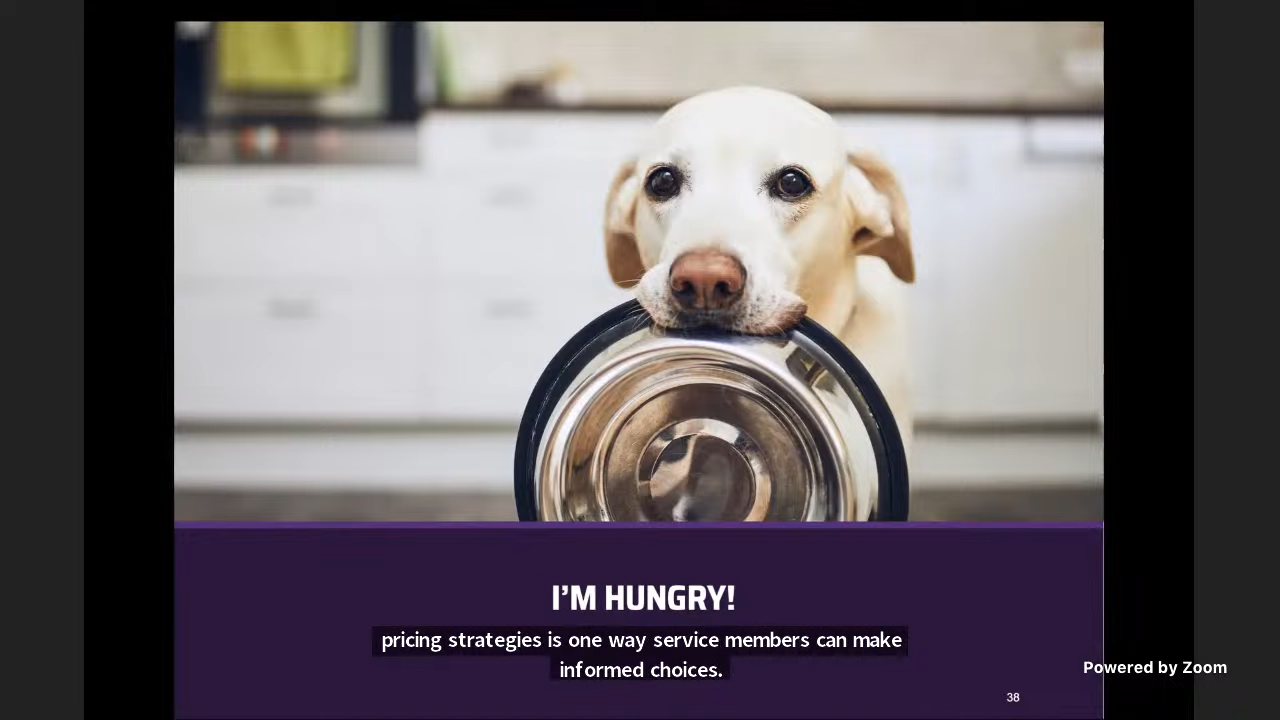 I'M HUNGRY!
pricing strategies is one way service members can make
informed choices.
Powered by Zoom
38